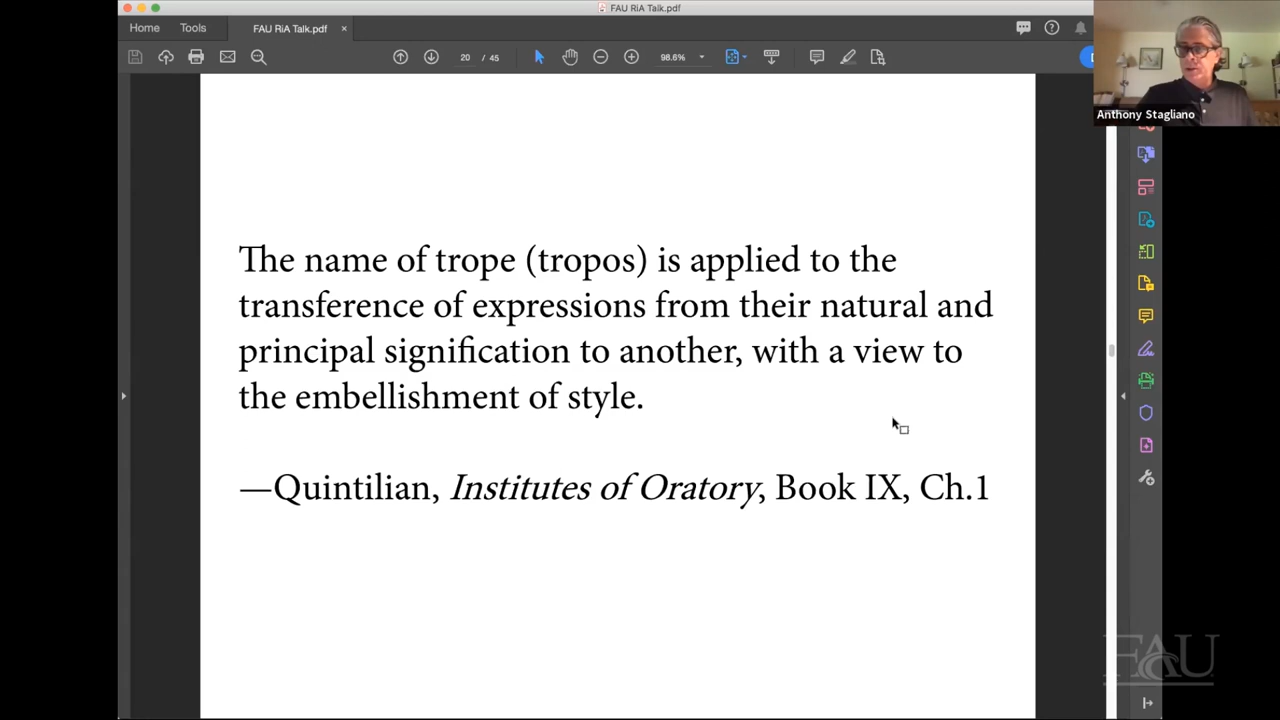 FAU RiA Talk.pdf
Home Tools FAU RiA Talk.pdf ×
20 / 45 98.6%
Anthony Stagliano
The name of trope (tropos) is applied to the
transference of expressions from their natural and
principal signification to another, with a view to
the embellishment of style.
—Quintilian, Institutes of Oratory, Book IX, Ch.1
FAU